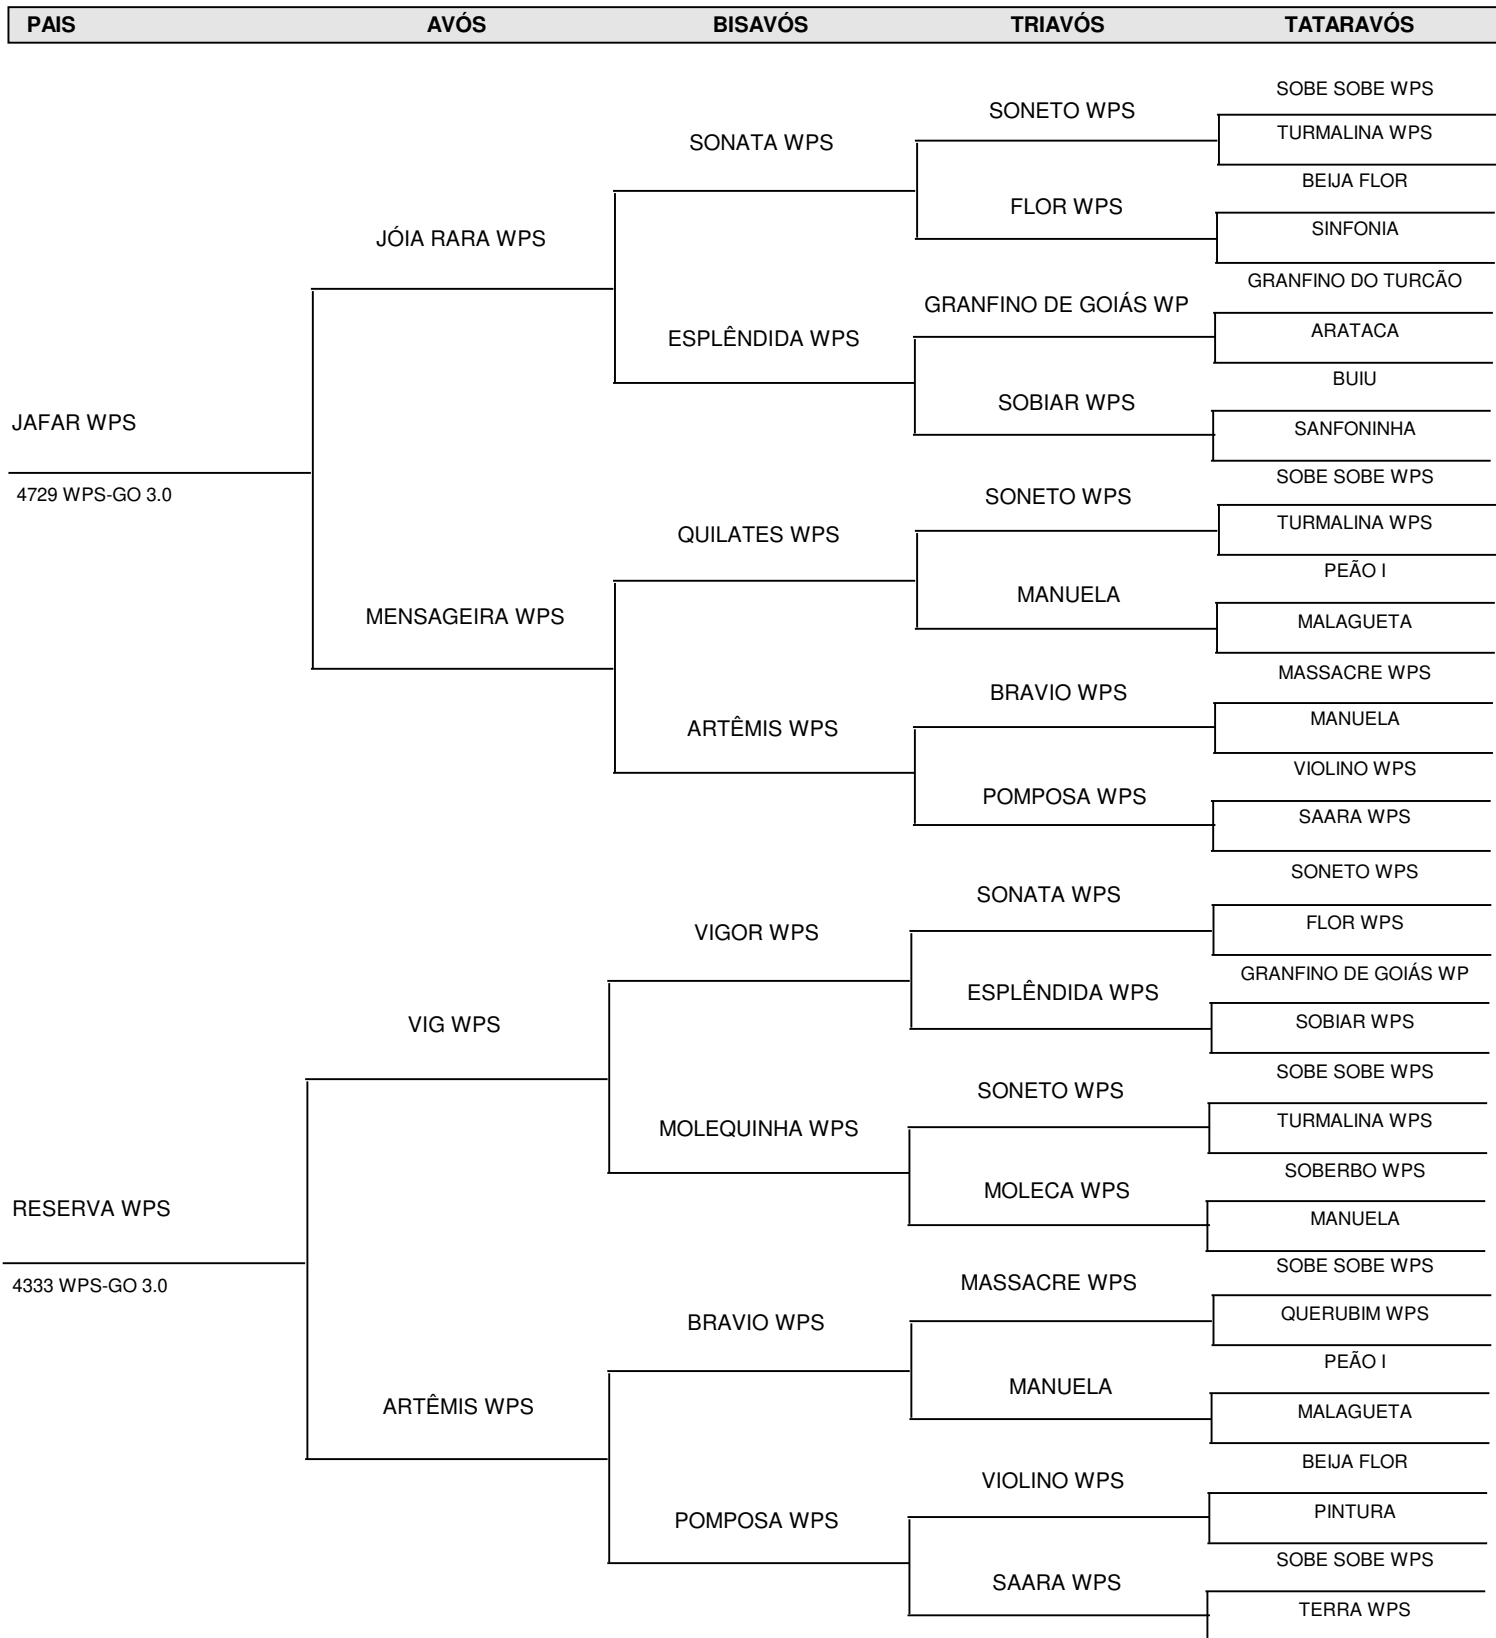 PAIS AVÓS BISAVÓS TRIAVÓS TATARAVÓS
SOBE SOBE WPS
SONETO WPS
TURMALINA WPS
SONATA WPS
BEIJA FLOR
FLOR WPS
SINFONIA
JÓIA RARA WPS
GRANFINO DO TURCÃO
GRANFINO DE GOIÁS WP
ARATACA
ESPLÊNDIDA WPS
BUIU
SOBIAR WPS
SANFONINHA
JAFAR WPS
4729 WPS-GO 3.0
SOBE SOBE WPS
SONETO WPS
TURMALINA WPS
QUILATES WPS
PEÃO I
MANUELA
MALAGUETA
MENSAGEIRA WPS
MASSACRE WPS
BRAVIO WPS
MANUELA
ARTÊMIS WPS
VIOLINO WPS
POMPOSA WPS
SAARA WPS
SONETO WPS
SONATA WPS
FLOR WPS
VIGOR WPS
GRANFINO DE GOIÁS WP
ESPLÊNDIDA WPS
SOBIAR WPS
VIG WPS
SOBE SOBE WPS
SONETO WPS
TURMALINA WPS
MOLEQUINHA WPS
SOBERBO WPS
MOLECA WPS
MANUELA
RESERVA WPS
4333 WPS-GO 3.0
SOBE SOBE WPS
MASSACRE WPS
QUERUBIM WPS
BRAVIO WPS
PEÃO I
MANUELA
MALAGUETA
ARTÊMIS WPS
BEIJA FLOR
VIOLINO WPS
PINTURA
POMPOSA WPS
SOBE SOBE WPS
SAARA WPS
TERRA WPS